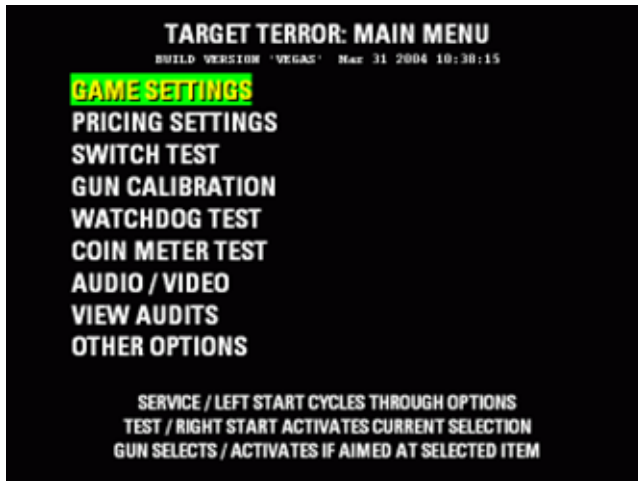 TARGET TERROR: MAIN MENU
BUILD VERSION 'VEGAS' Mar 31 2004 10:38:15
GAME SETTINGS
PRICING SETTINGS
SWITCH TEST
GUN CALIBRATION
WATCHDOG TEST
COIN METER TEST
AUDIO / VIDEO
VIEW AUDITS
OTHER OPTIONS
SERVICE / LEFT START CYCLES THROUGH OPTIONS
TEST / RIGHT START ACTIVATES CURRENT SELECTION
GUN SELECTS / ACTIVATES IF AIMED AT SELECTED ITEM